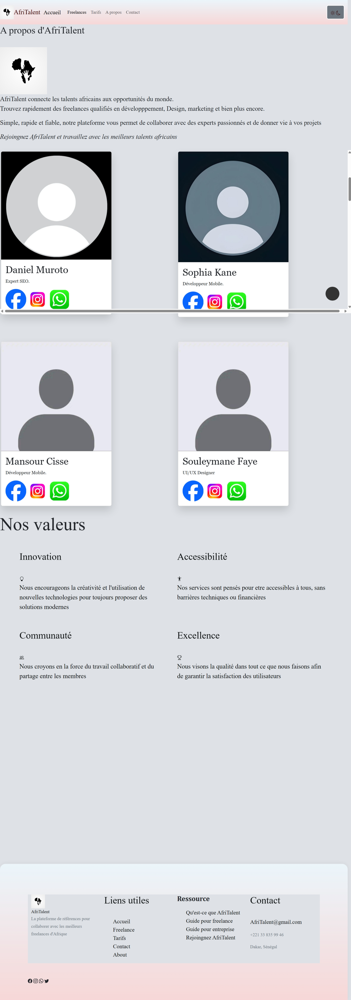 AfriTalent Accueil Freelances Tarifs A propos Contact
A propos d'AfriTalent
AfriTalent connecte les talents africains aux opportunités du monde.
Trouvez rapidement des freelances qualifiés en développpement, Design, marketing et bien plus encore.
Simple, rapide et fiable, notre plateforme vous permet de collaborer avec des experts passionnés et de donner vie à vos projets
Rejoingnez AfriTalent et travaillez avec les meilleurs talents africains
Daniel Muroto
Expert SEO.
Sophia Kane
Développeur Mobile.
Mansour Cisse
Développeur Mobile.
Souleymane Faye
UI/UX Designer
Nos valeurs
Innovation
Nous encourageons la créativité et l'utilisation de
nouvelles technologies pour toujours proposer des
solutions modernes
Accessibilité
Nos services sont pensés pour etre accessibles à tous, sans
barrières techniques ou financières
Communauté
Nous croyons en la force du travail collaboratif et du
partage entre les membres
Excellence
Nous visons la qualité dans tout ce que nous faisons afin
de garantir la satisfaction des utilisateurs
AfriTalent
La plateforme de références pour
collaborer avec les meilleurs
freelances d'Afrique
Liens utiles
Accueil
Freelance
Tarifs
Contact
About
Ressource
Qu'est-ce que AfriTalent
Guide pour freelance
Guide pour entreprise
Rejoingnez AfriTalent
Contact
AfriTalent@gmail.com
+221 33 835 99 46
Dakar, Sénégal